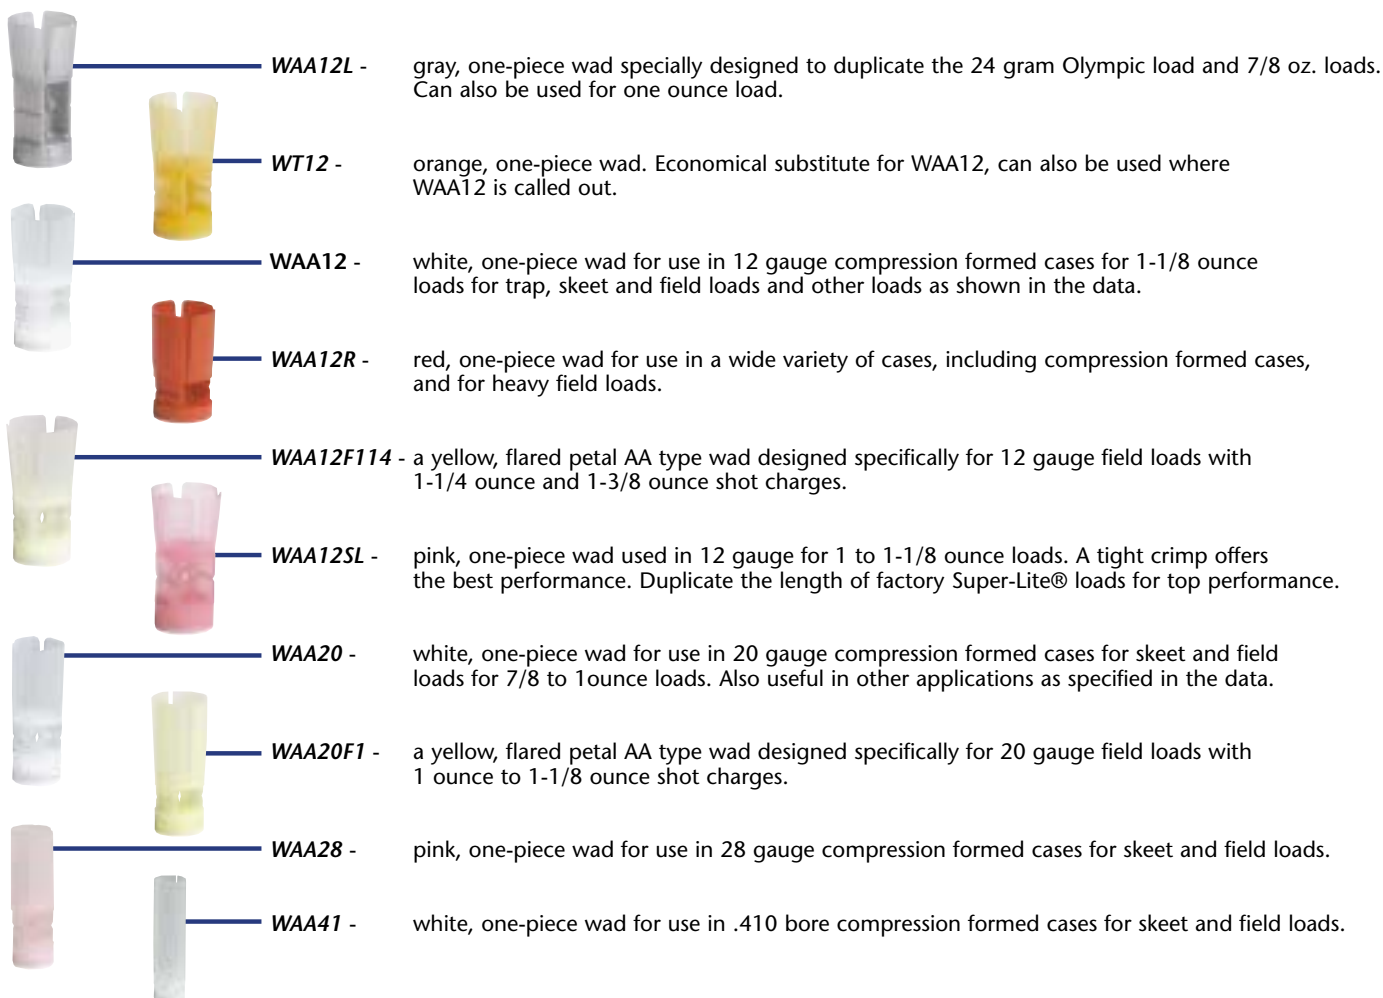 WAA12L - gray, one-piece wad specially designed to duplicate the 24 gram Olympic load and 7/8 oz. loads.
Can also be used for one ounce load.
WT12 - orange, one-piece wad. Economical substitute for WAA12, can also be used where
WAA12 is called out.
WAA12 - white, one-piece wad for use in 12 gauge compression formed cases for 1-1/8 ounce
loads for trap, skeet and field loads and other loads as shown in the data.
WAA12R - red, one-piece wad for use in a wide variety of cases, including compression formed cases,
and for heavy field loads.
WAA12F114 - a yellow, flared petal AA type wad designed specifically for 12 gauge field loads with
1-1/4 ounce and 1-3/8 ounce shot charges.
WAA12SL - pink, one-piece wad used in 12 gauge for 1 to 1-1/8 ounce loads. A tight crimp offers
the best performance. Duplicate the length of factory Super-Lite® loads for top performance.
WAA20 - white, one-piece wad for use in 20 gauge compression formed cases for skeet and field
loads for 7/8 to 1ounce loads. Also useful in other applications as specified in the data.
WAA20F1 - a yellow, flared petal AA type wad designed specifically for 20 gauge field loads with
1 ounce to 1-1/8 ounce shot charges.
WAA28 - pink, one-piece wad for use in 28 gauge compression formed cases for skeet and field loads.
WAA41 - white, one-piece wad for use in .410 bore compression formed cases for skeet and field loads.